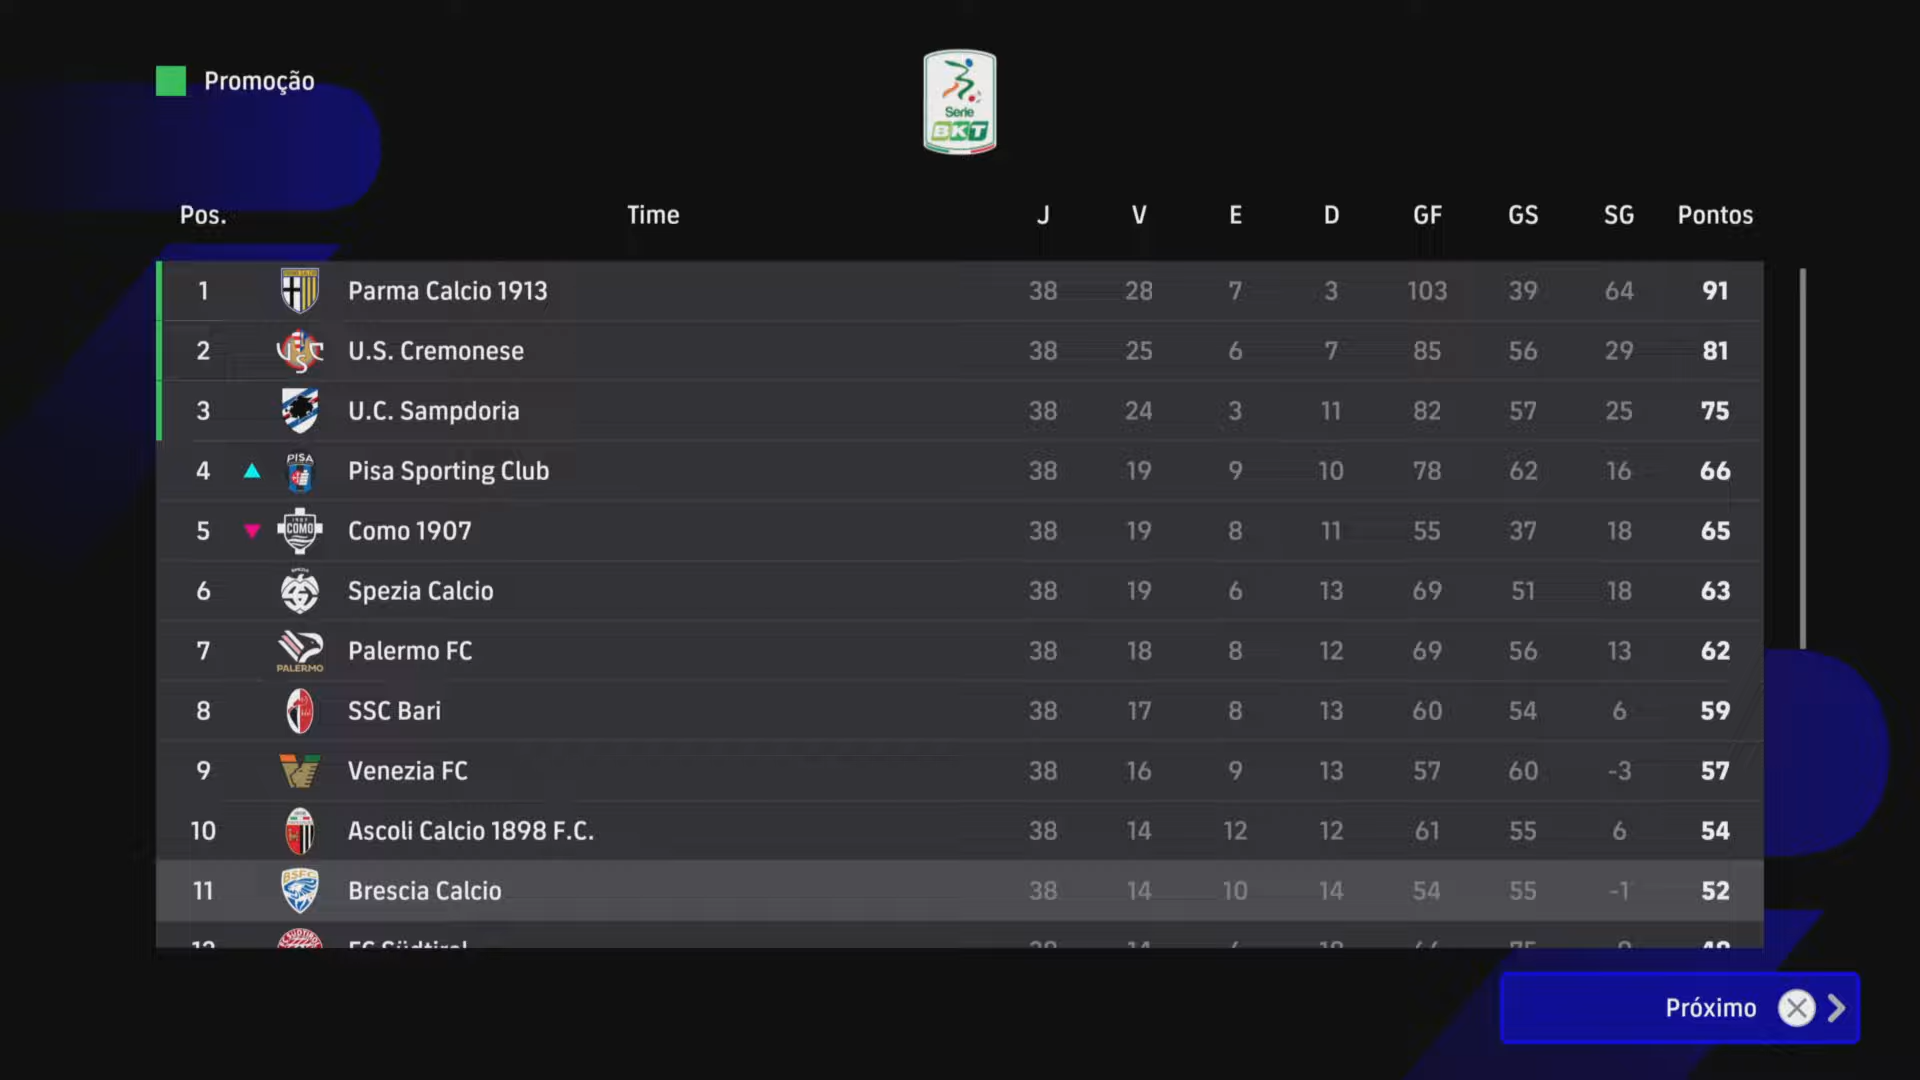 Promoção
Serie
BKT
Pos. Time J V E D GF GS SG Pontos
1 Parma Calcio 1913 38 28 7 3 103 39 64 91
2 U.S. Cremonese 38 25 6 7 85 56 29 81
3 U.C. Sampdoria 38 24 3 11 82 57 25 75
4 PISA Pisa Sporting Club 38 19 9 10 78 62 16 66
5 COMO Como 1907 38 19 8 11 55 37 18 65
6 Spezia Calcio 38 19 6 13 69 51 18 63
7 PALERMO Palermo FC 38 18 8 12 69 56 13 62
8 SSC Bari 38 17 8 13 60 54 6 59
9 Venezia FC 38 16 9 13 57 60 -3 57
10 Ascoli Calcio 1898 F.C. 38 14 12 12 61 55 6 54
11 BSFC Brescia Calcio 38 14 10 14 54 55 -1 52
12 FC Südtirol
Próximo